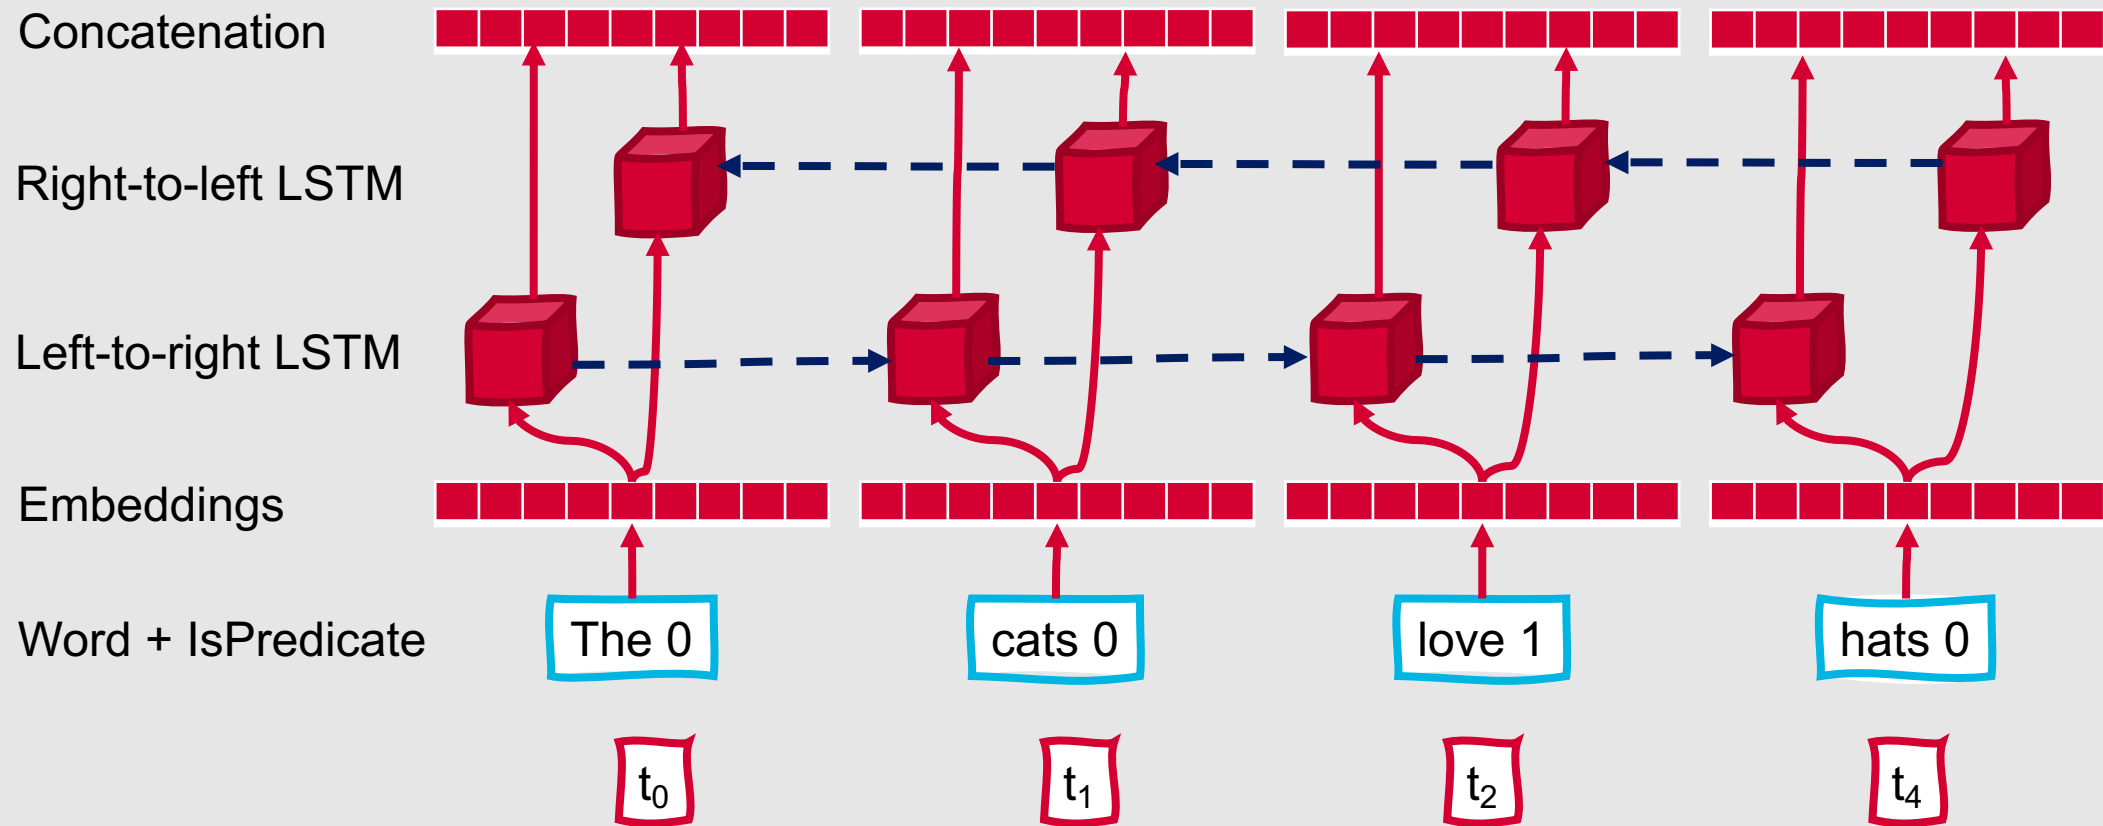 Concatenation
Right-to-left LSTM
Left-to-right LSTM
Embeddings
Word + IsPredicate The 0 cats 0 love 1 hats 0
t₀ t₁ t₂ t₄